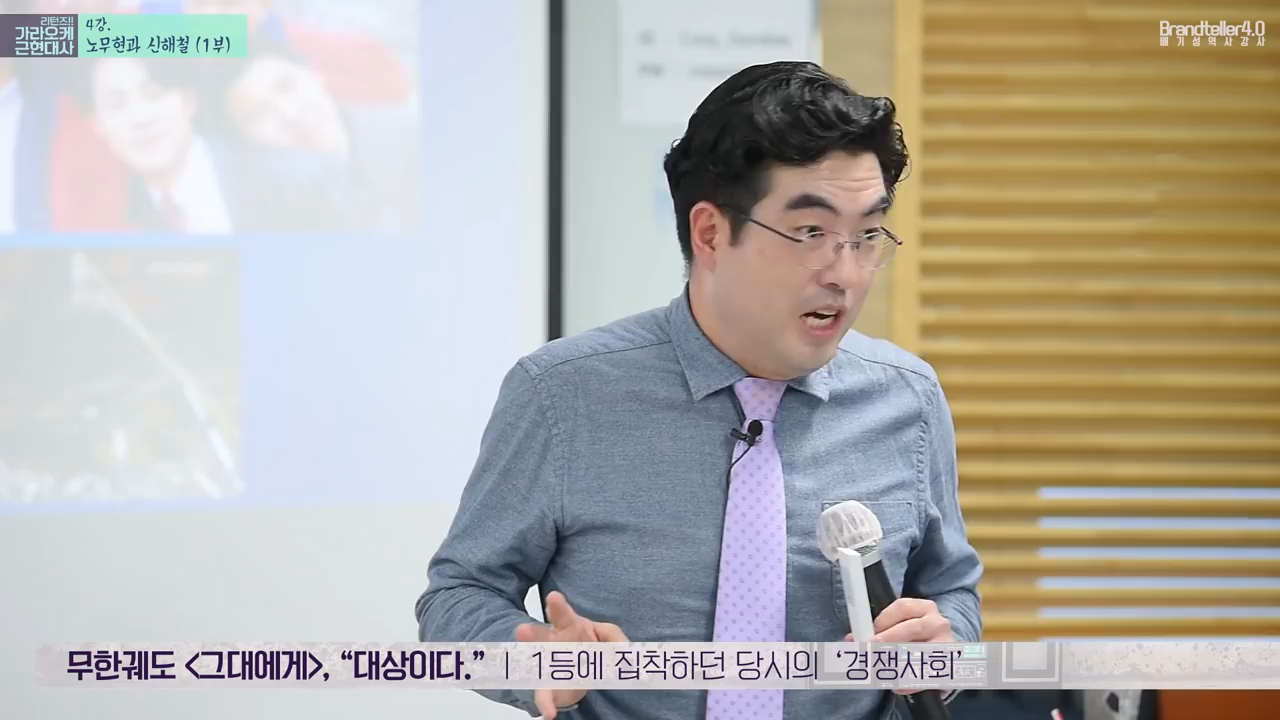 리턴즈!!
가라오케
근현대사
4강.
노무현과 신해철 (1부)
Brandteller4.0
배기성역사강사
무한궤도 <그대에게>, “대상이다.” | 1등에 집착하던 당시의 ‘경쟁사회’